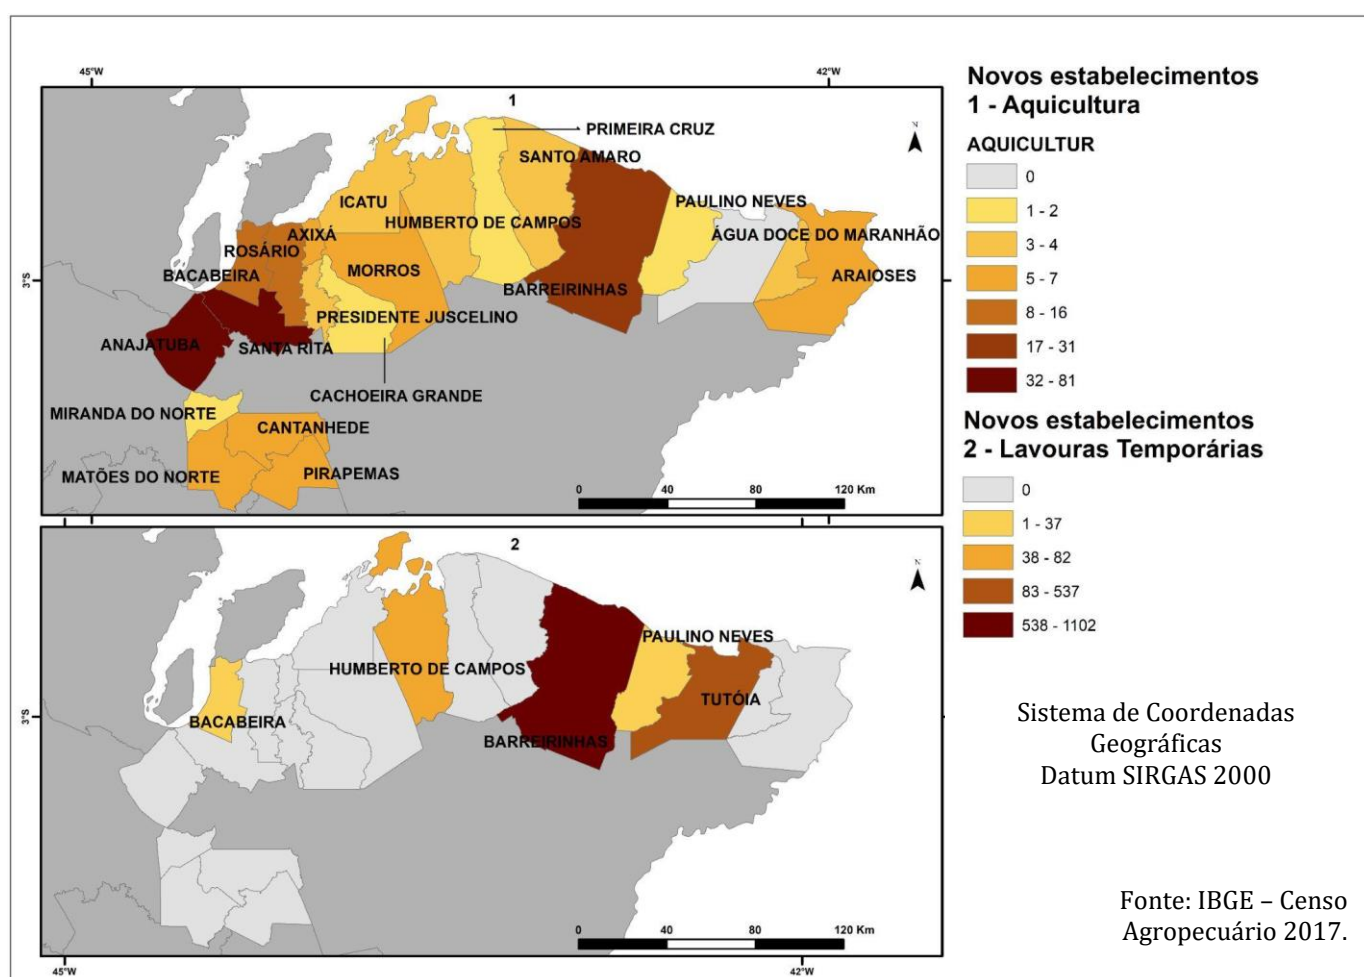 45°W
42°W
1
N
PRIMEIRA CRUZ
SANTO AMARO
ICATU
PAULINO NEVES
HUMBERTO DE CAMPOS
AXIXÁ
ÁGUA DOCE DO MARANHÃO
ROSÁRIO
MORROS
BACABEIRA
ARAIOSES
3°S
BARREIRINHAS
PRESIDENTE JUSCELINO
ANAJATUBA
SANTA RITA
CACHOEIRA GRANDE
MIRANDA DO NORTE
CANTANHEDE
MATÕES DO NORTE
PIRAPEMAS
0 40 80 120 Km
Novos estabelecimentos
1 - Aquicultura
AQUICULTUR
0
1 - 2
3 - 4
5 - 7
8 - 16
17 - 31
32 - 81
Novos estabelecimentos
2 - Lavouras Temporárias
0
1 - 37
38 - 82
83 - 537
538 - 1102
2
N
PAULINO NEVES
HUMBERTO DE CAMPOS
TUTÓIA
BACABEIRA
3°S
BARREIRINHAS
0 40 80 120 Km
45°W
42°W
Sistema de Coordenadas
Geográficas
Datum SIRGAS 2000
Fonte: IBGE – Censo
Agropecuário 2017.